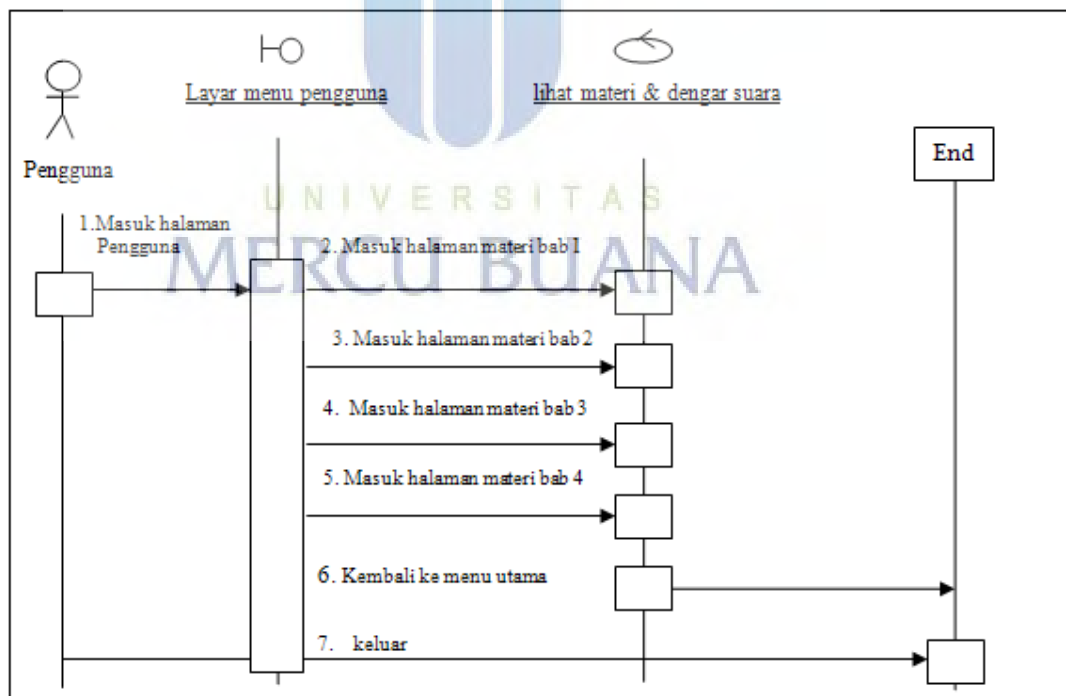 Layar menu pengguna
lihat materi & dengar suara
Pengguna
End
UNIVERSITAS
MERCU BUANA
1.Masuk halaman
Pengguna
2. Masuk halaman materi bab 1
3. Masuk halaman materi bab 2
4. Masuk halaman materi bab 3
5. Masuk halaman materi bab 4
6. Kembali ke menu utama
7. keluar